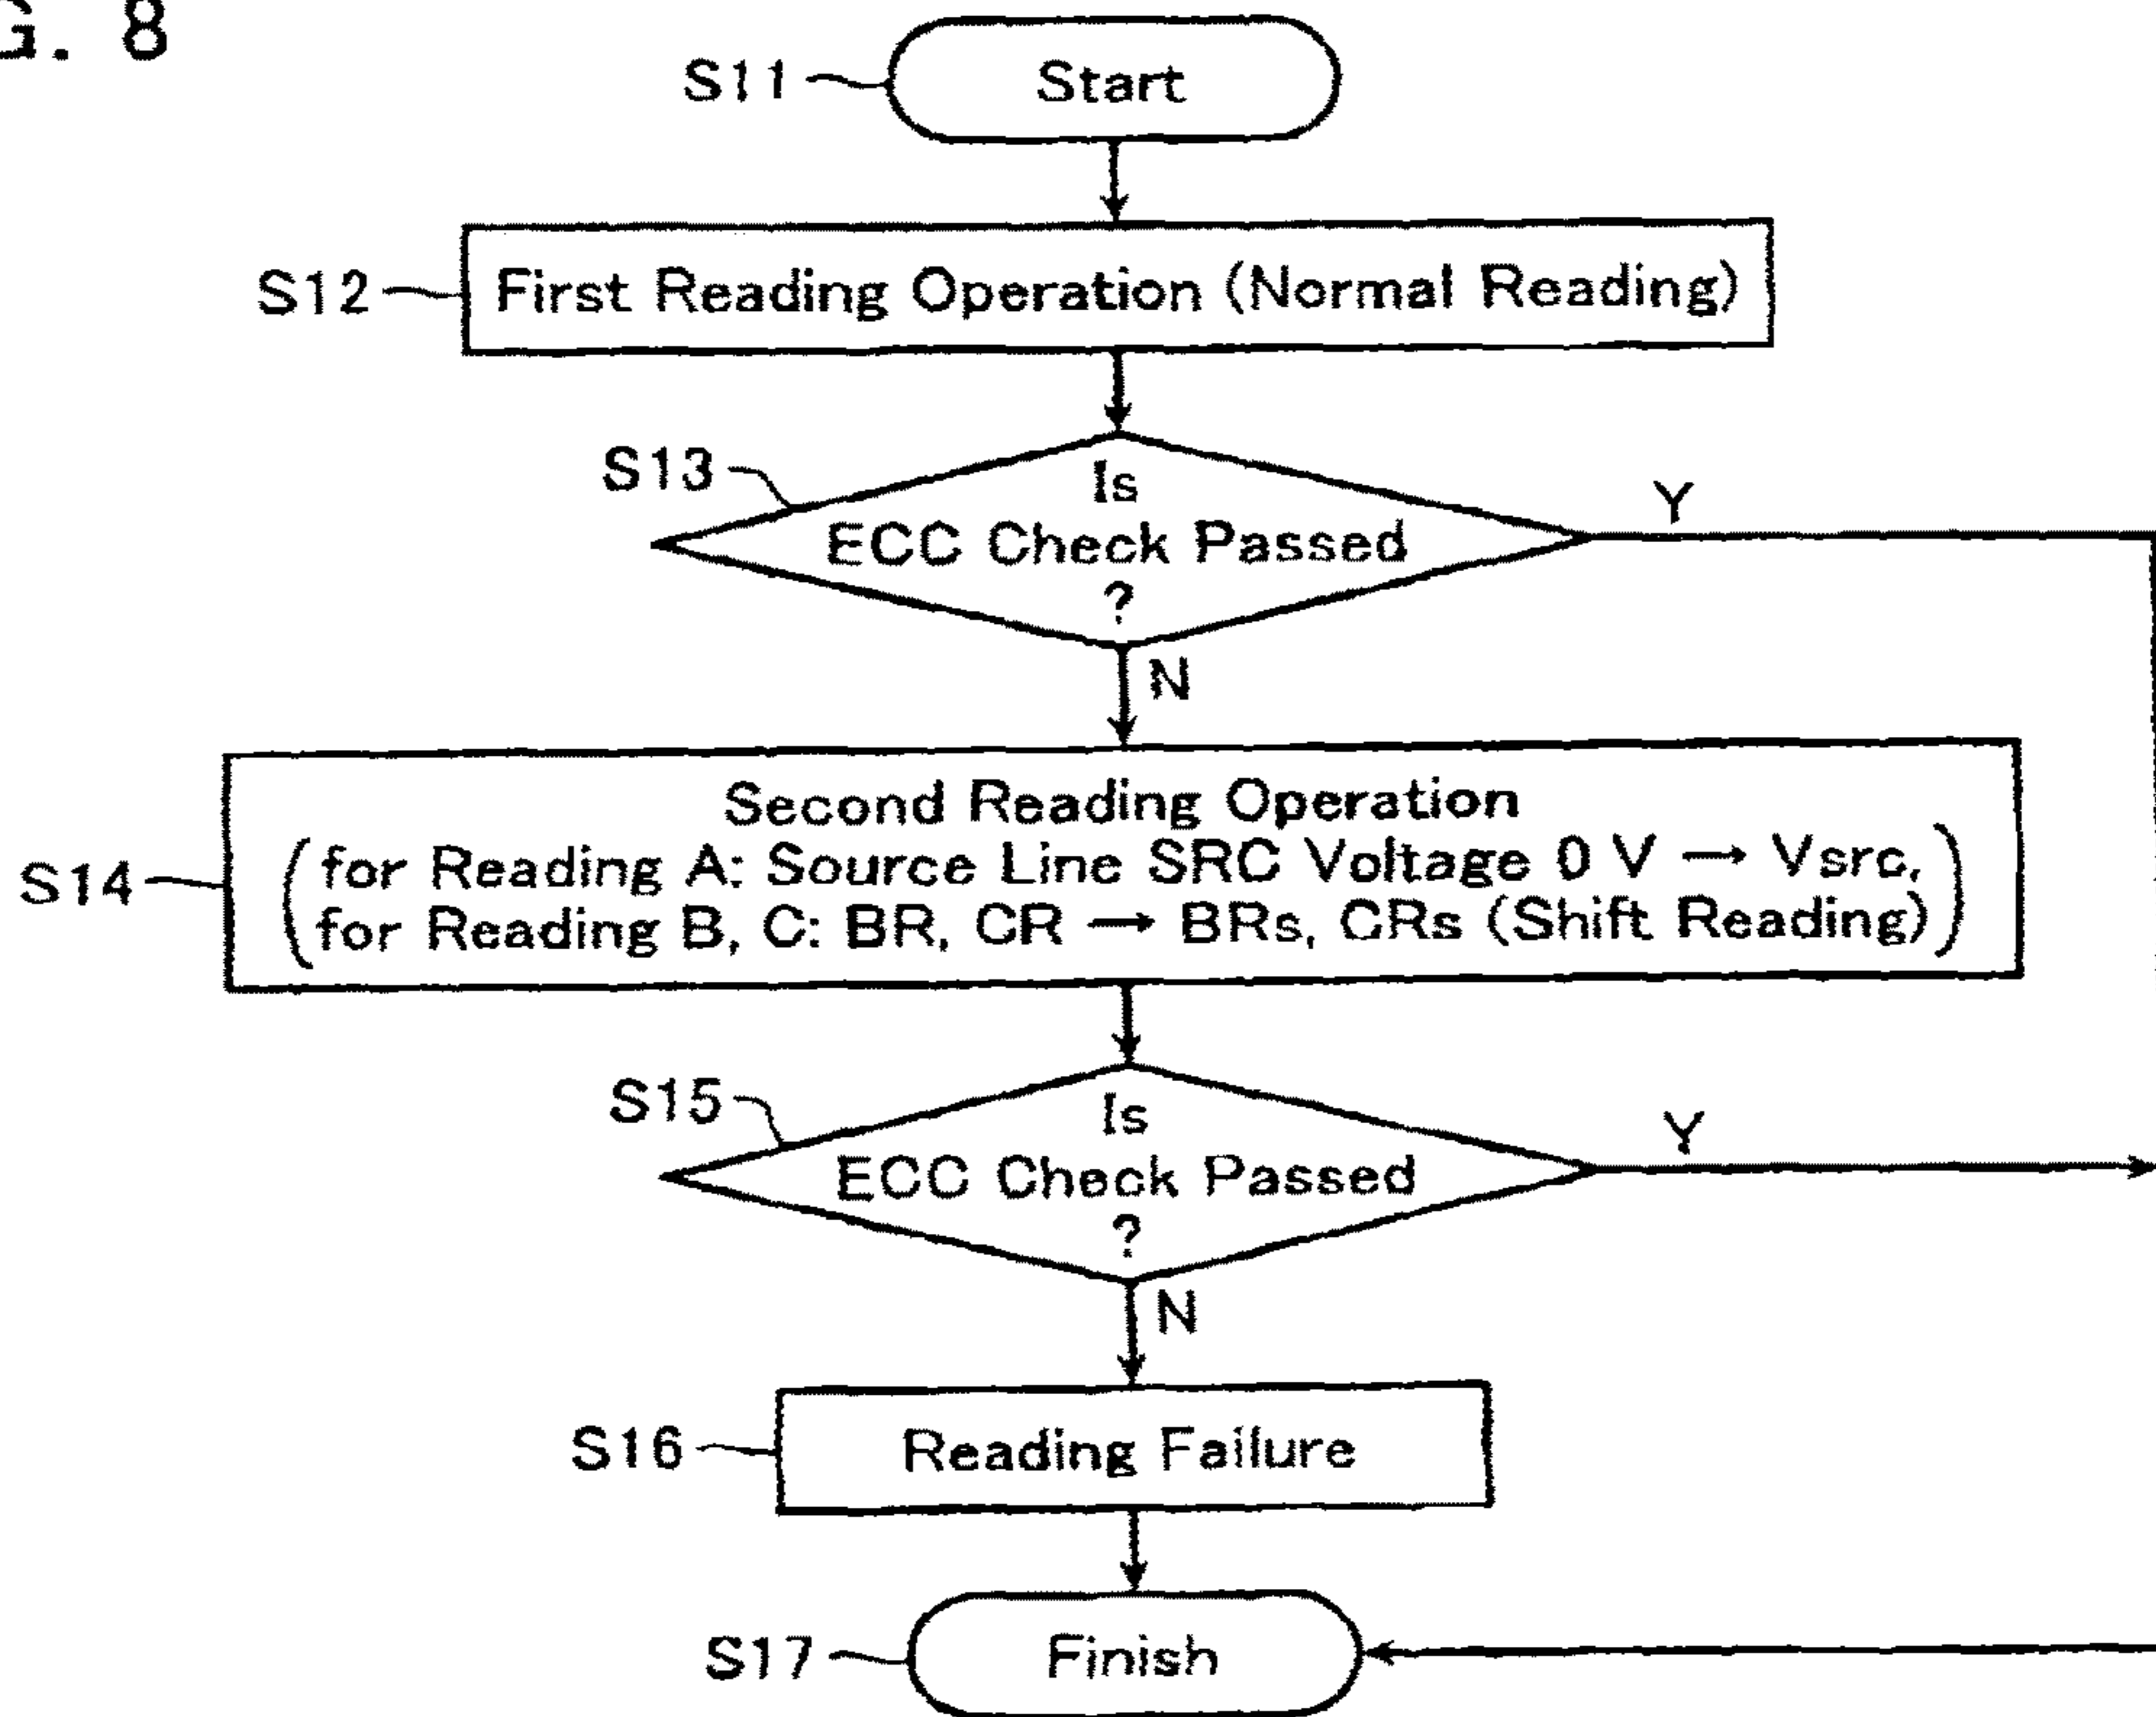 G. 8
S11
Start
S12
First Reading Operation (Normal Reading)
S13
Is
ECC Check Passed
?
Y
N
S14
Second Reading Operation
(for Reading A: Source Line SRC Voltage 0 V → Vsrc,
for Reading B, C: BR, CR → BRs, CRs (Shift Reading))
S15
Is
ECC Check Passed
?
Y
N
S16
Reading Failure
S17
Finish